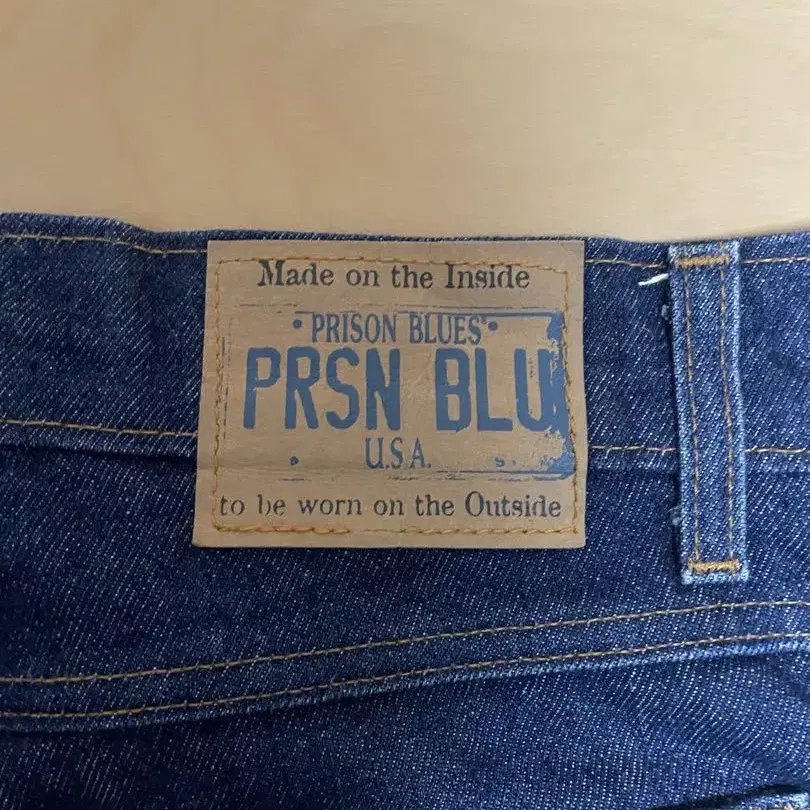 Made on the Inside
• PRISON BLUES •
PRSN BLU
U.S.A.
to be worn on the Outside